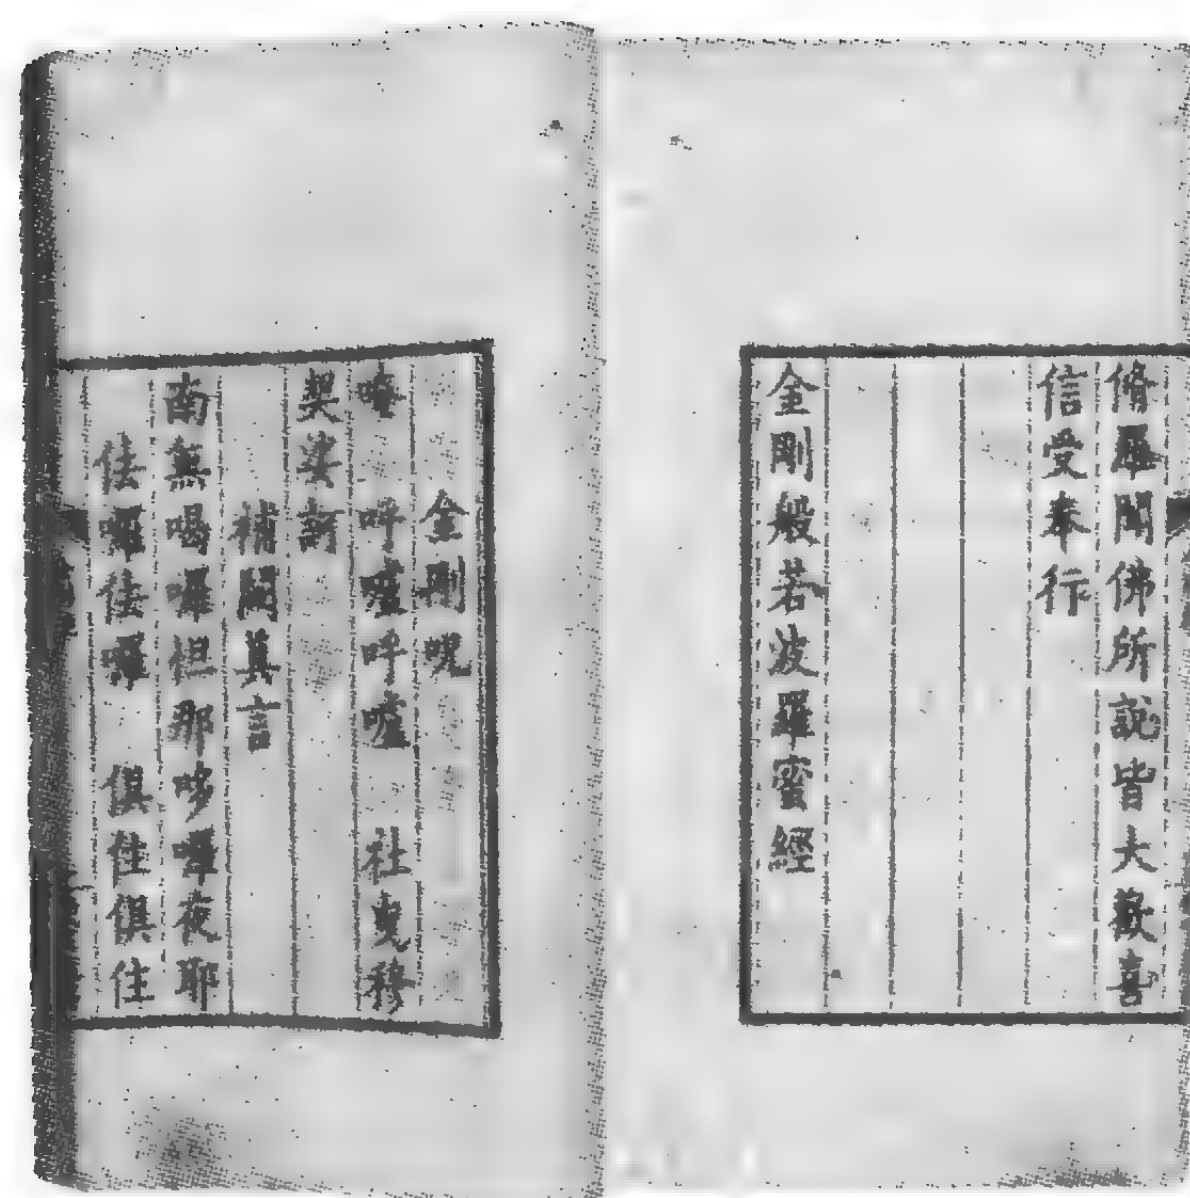 脩羅聞佛所說皆大歡喜
信受奉行
金剛般若波羅蜜經
金剛呪
唵 呼嚧呼嚧 社曳穆
契莎訶
補闕真言
南無喝囉怛那哆囉夜耶
佉囉佉囉 俱住俱住